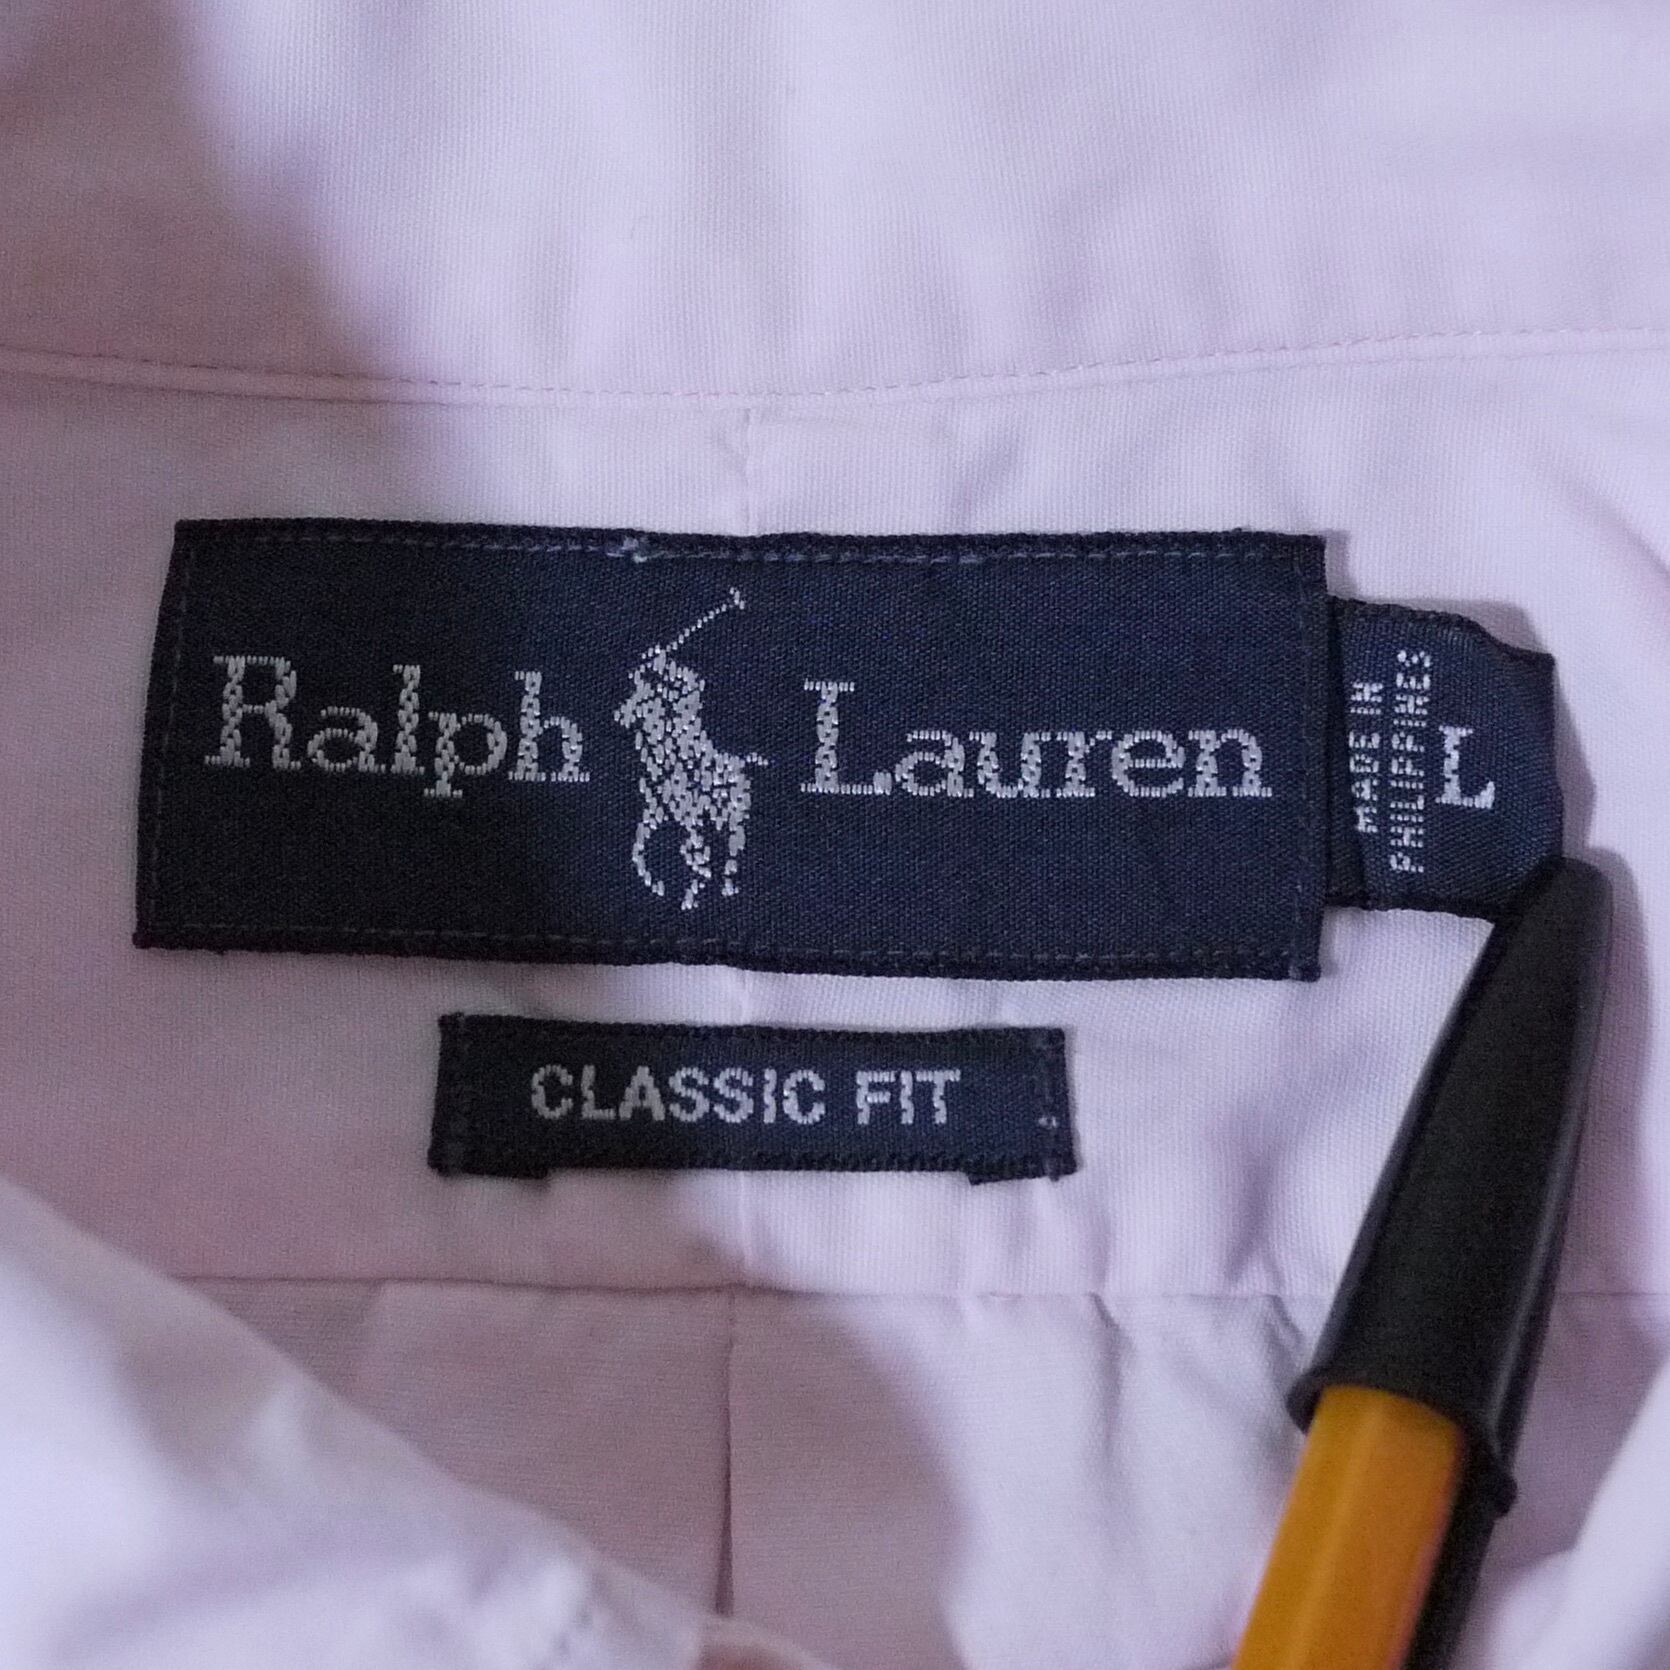 Ralph Lauren
MADE IN
PHILIPPINES
L
CLASSIC FIT